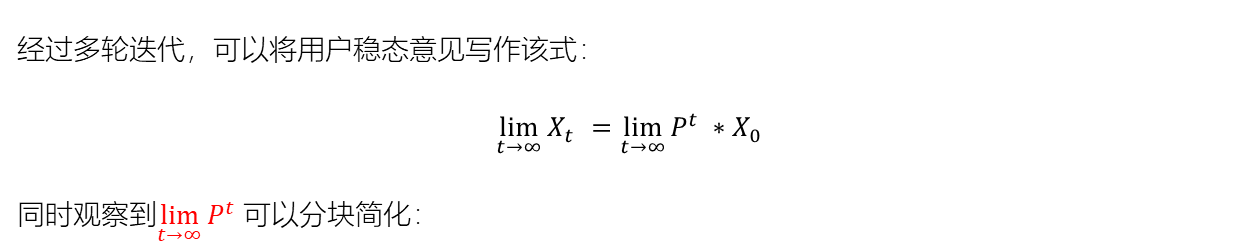 经过多轮迭代，可以将用户稳态意见写作该式：
lim_{t→∞} X_t = lim_{t→∞} P^t * X_0
同时观察到 lim_{t→∞} P^t 可以分块简化：